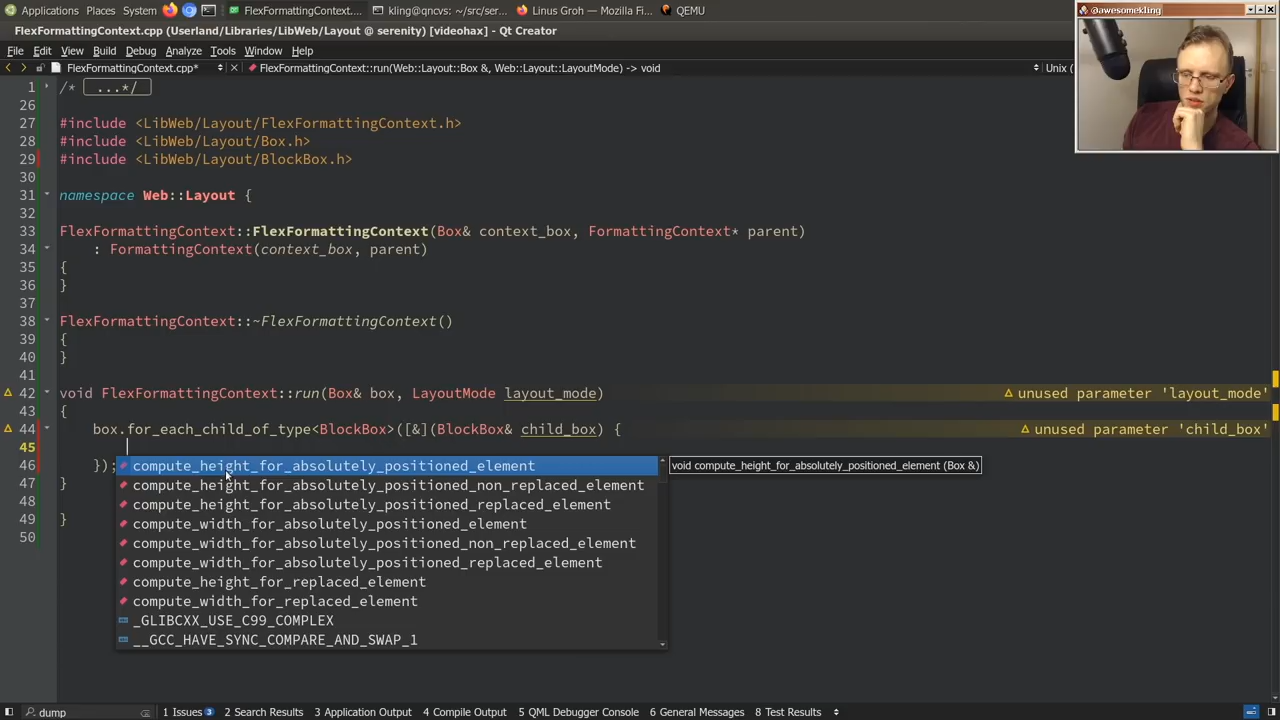 Applications Places System FlexFormattingContext.... kling@qncvs: ~/src/ser... Linus Groh — Mozilla Fi... QEMU
@awesomekling
FlexFormattingContext.cpp (Userland/Libraries/LibWeb/Layout @ serenity) [videohax] - Qt Creator
File Edit View Build Debug Analyze Tools Window Help
FlexFormattingContext.cpp* FlexFormattingContext::run(Web::Layout::Box &, Web::Layout::LayoutMode) -> void Unix (
1 /* ...*/
26
27 #include <LibWeb/Layout/FlexFormattingContext.h>
28 #include <LibWeb/Layout/Box.h>
29 #include <LibWeb/Layout/BlockBox.h>
30
31 namespace Web::Layout {
32
33 FlexFormattingContext::FlexFormattingContext(Box& context_box, FormattingContext* parent)
34 : FormattingContext(context_box, parent)
35 {
36 }
37
38 FlexFormattingContext::~FlexFormattingContext()
39 {
40 }
41
42 void FlexFormattingContext::run(Box& box, LayoutMode layout_mode) unused parameter 'layout_mode'
43 {
44 box.for_each_child_of_type<BlockBox>([&](BlockBox& child_box) { unused parameter 'child_box'
45
46 });
47 }
48
49 }
50
compute_height_for_absolutely_positioned_element void compute_height_for_absolutely_positioned_element (Box &)
compute_height_for_absolutely_positioned_non_replaced_element
compute_height_for_absolutely_positioned_replaced_element
compute_width_for_absolutely_positioned_element
compute_width_for_absolutely_positioned_non_replaced_element
compute_width_for_absolutely_positioned_replaced_element
compute_height_for_replaced_element
compute_width_for_replaced_element
_GLIBCXX_USE_C99_COMPLEX
__GCC_HAVE_SYNC_COMPARE_AND_SWAP_1
dump 1 Issues 3 2 Search Results 3 Application Output 4 Compile Output 5 QML Debugger Console 6 General Messages 8 Test Results